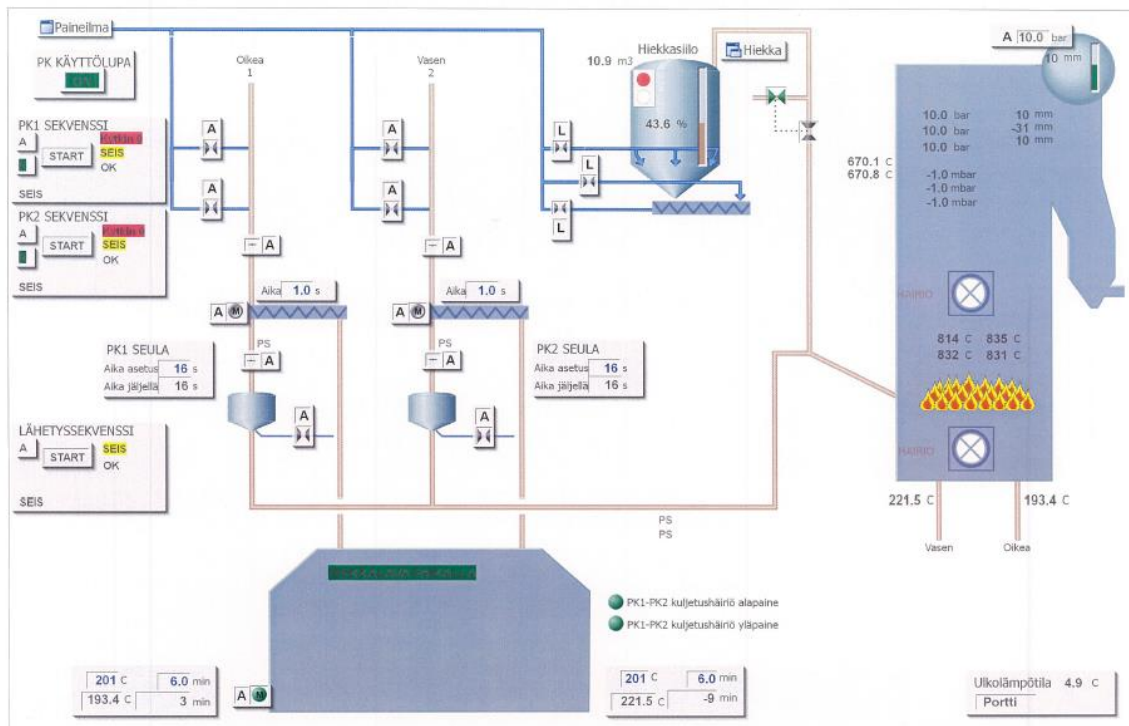 Paineilma
PK KÄYTTÖLUPA
Oikea
1
Vasen
2
Hiekkasiilo
10.9 m3
Hiekka
43.6 %
A 10.0 bar
10 mm
10.0 bar 10 mm
10.0 bar -31 mm
10.0 bar 10 mm
670.1 C
670.8 C
-1.0 mbar
-1.0 mbar
-1.0 mbar
PK1 SEKVENSSI
A
START
Kytkin 0
SEIS
OK
SEIS
PK2 SEKVENSSI
A
START
Kytkin 0
SEIS
OK
SEIS
A
A
A
A
L
L
L
A
A
Aika 1.0 s
Aika 1.0 s
A M
A M
PS
PS
A
A
PK1 SEULA
Aika asetus 16 s
Aika jäljellä 16 s
PK2 SEULA
Aika asetus 16 s
Aika jäljellä 16 s
A
A
LÄHETYSSEKVENSSI
A
START
SEIS
OK
SEIS
HÄIRIÖ
814 C 835 C
832 C 831 C
HÄIRIÖ
221.5 C
193.4 C
Vasen
Oikea
PS
PS
PK1-PK2 kuljetushäiriö alapaine
PK1-PK2 kuljetushäiriö yläpaine
201 C 6.0 min
193.4 C 3 min
A M
201 C 6.0 min
221.5 C -9 min
Ulkolämpötila 4.9 C
Portti